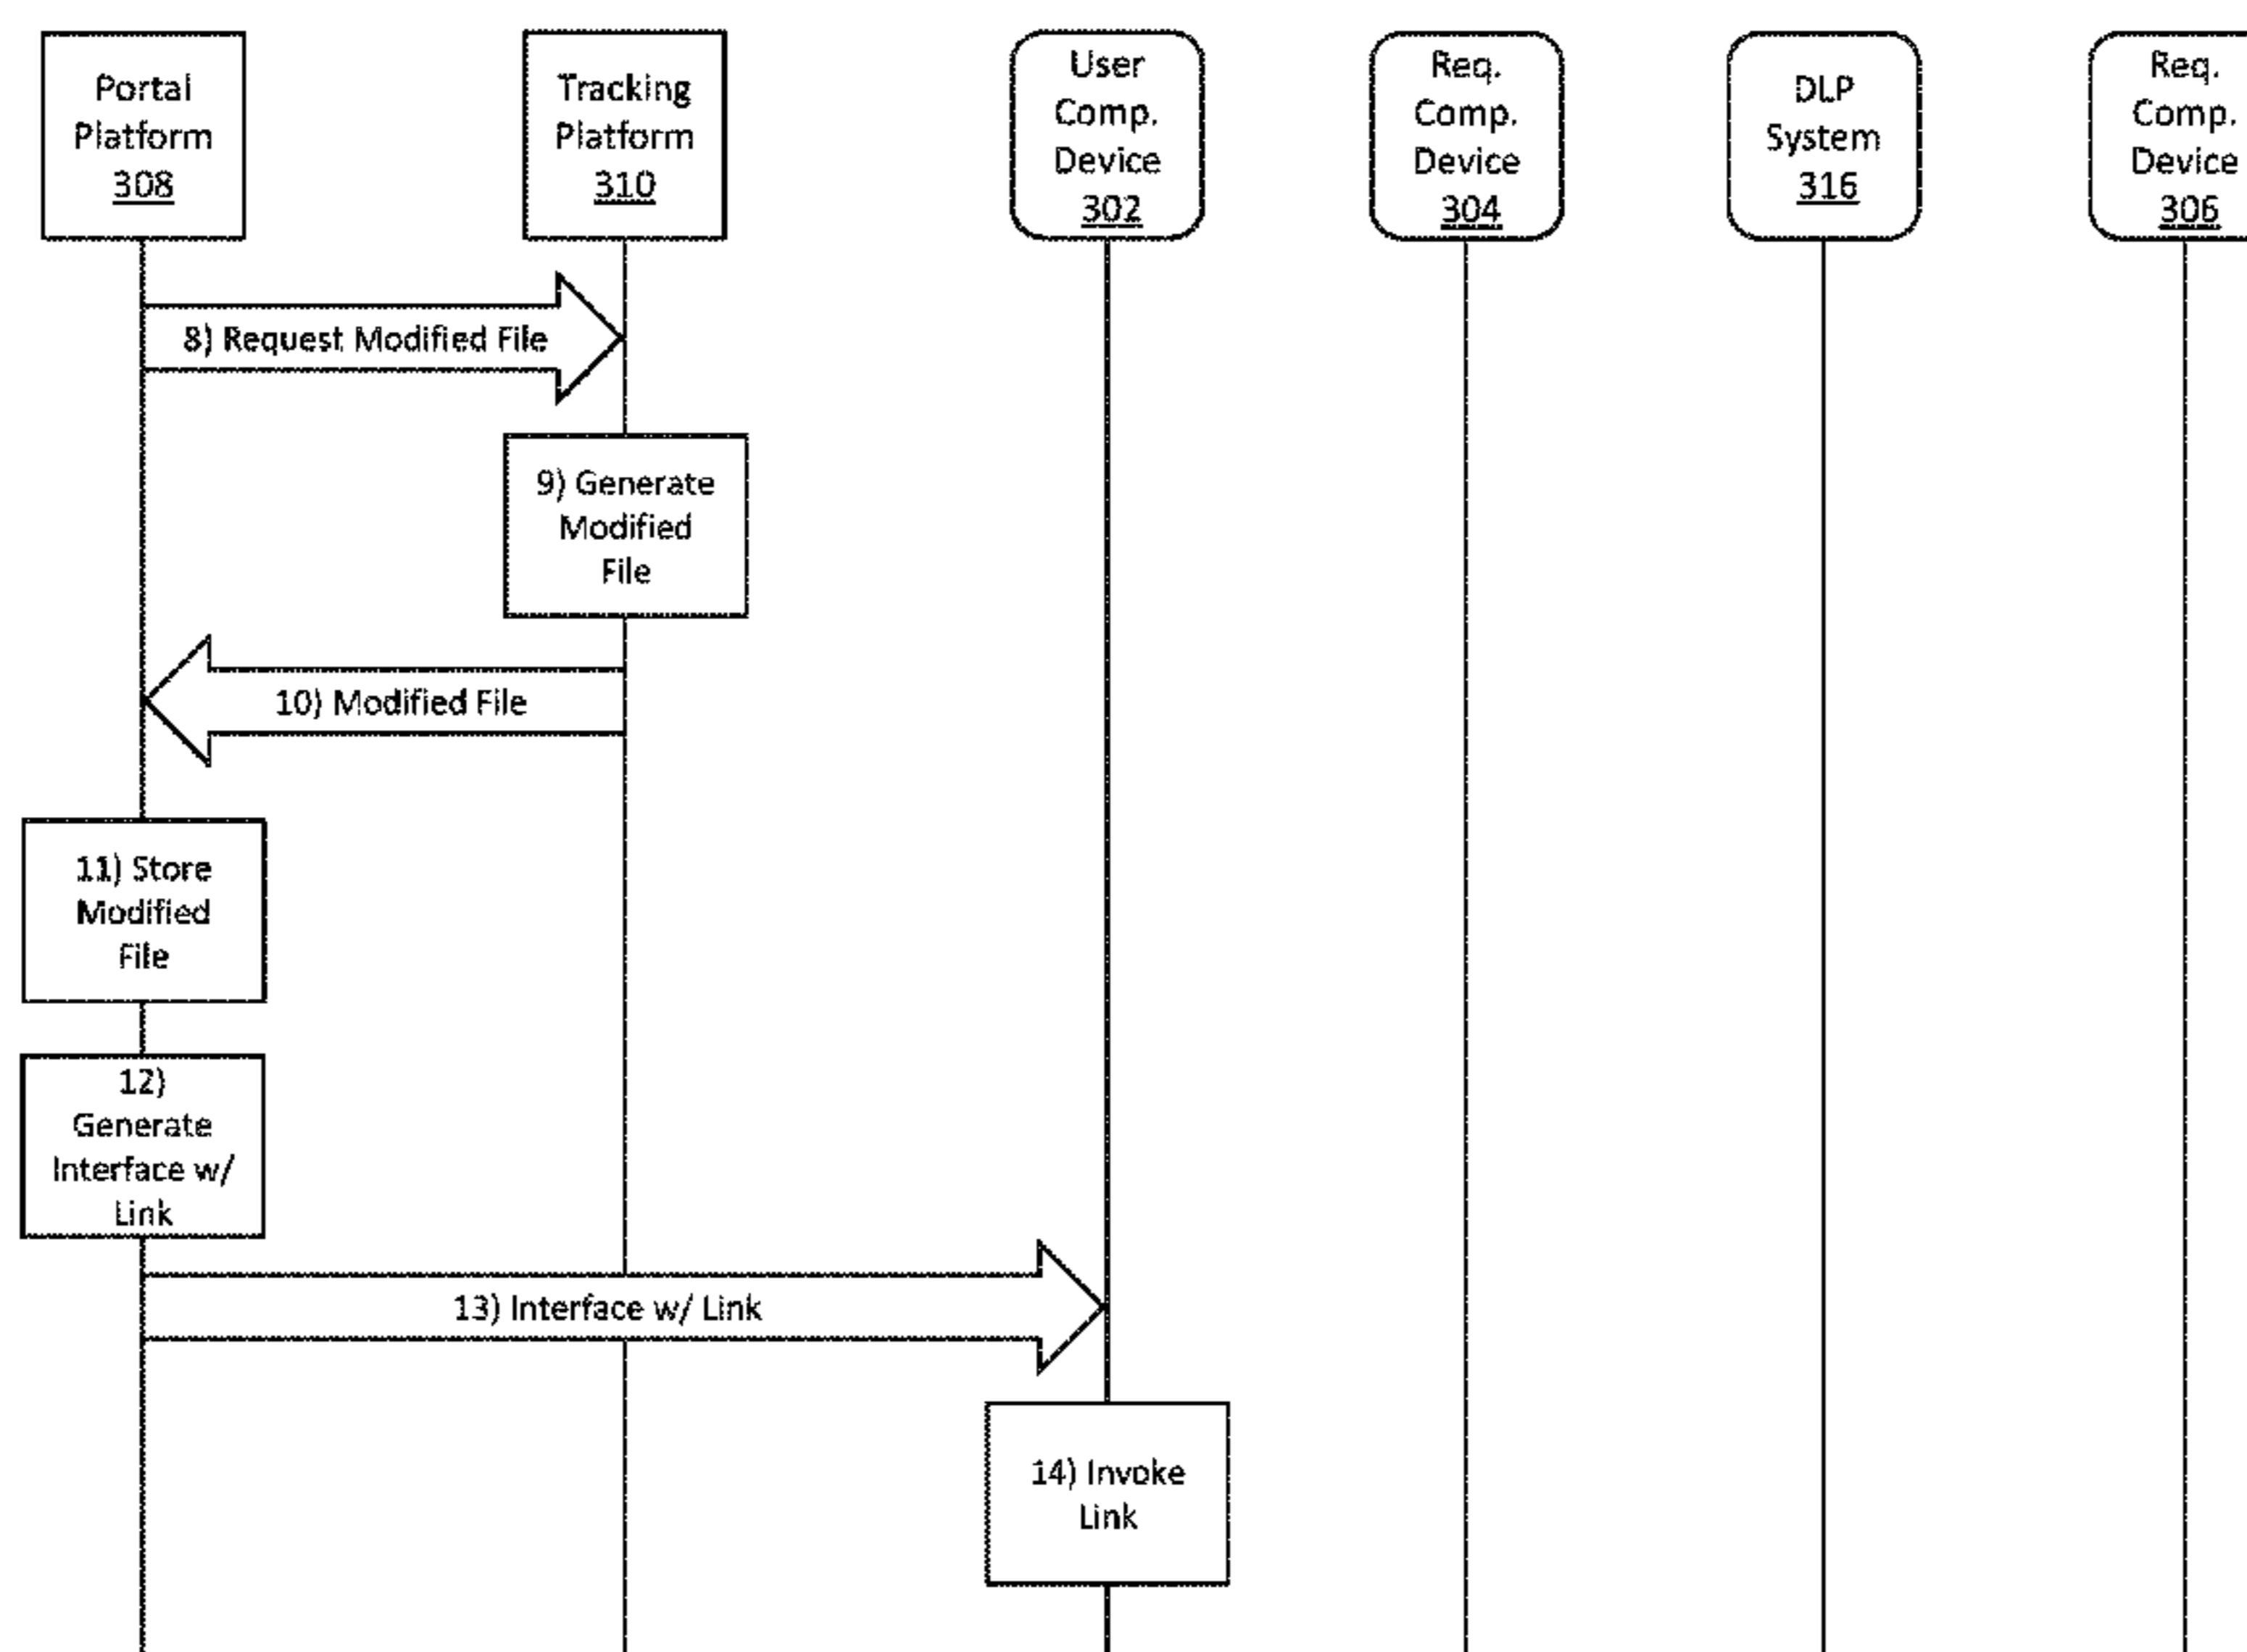 Portal
Platform
308
Tracking
Platform
310
User
Comp.
Device
302
Req.
Comp.
Device
304
DLP
System
316
Req.
Comp.
Device
306
8) Request Modified File
9) Generate
Modified
File
10) Modified File
11) Store
Modified
File
12)
Generate
Interface w/
Link
13) Interface w/ Link
14) Invoke
Link